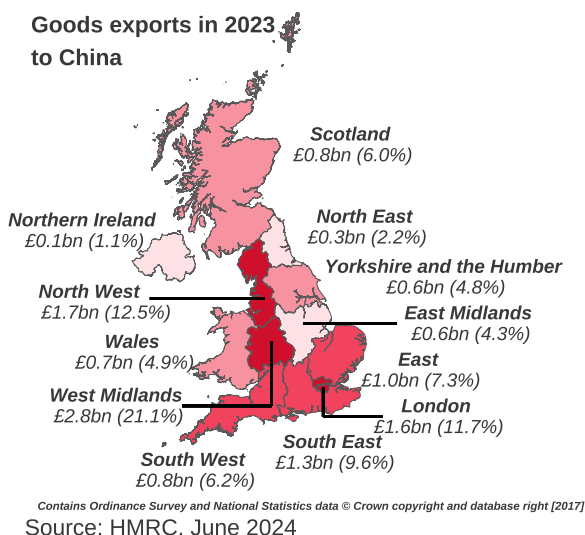 Goods exports in 2023
to China
Scotland
£0.8bn (6.0%)
Northern Ireland
£0.1bn (1.1%)
North East
£0.3bn (2.2%)
Yorkshire and the Humber
£0.6bn (4.8%)
North West
£1.7bn (12.5%)
East Midlands
£0.6bn (4.3%)
Wales
£0.7bn (4.9%)
East
£1.0bn (7.3%)
West Midlands
£2.8bn (21.1%)
London
£1.6bn (11.7%)
South East
£1.3bn (9.6%)
South West
£0.8bn (6.2%)
Contains Ordinance Survey and National Statistics data © Crown copyright and database right [2017]
Source: HMRC, June 2024